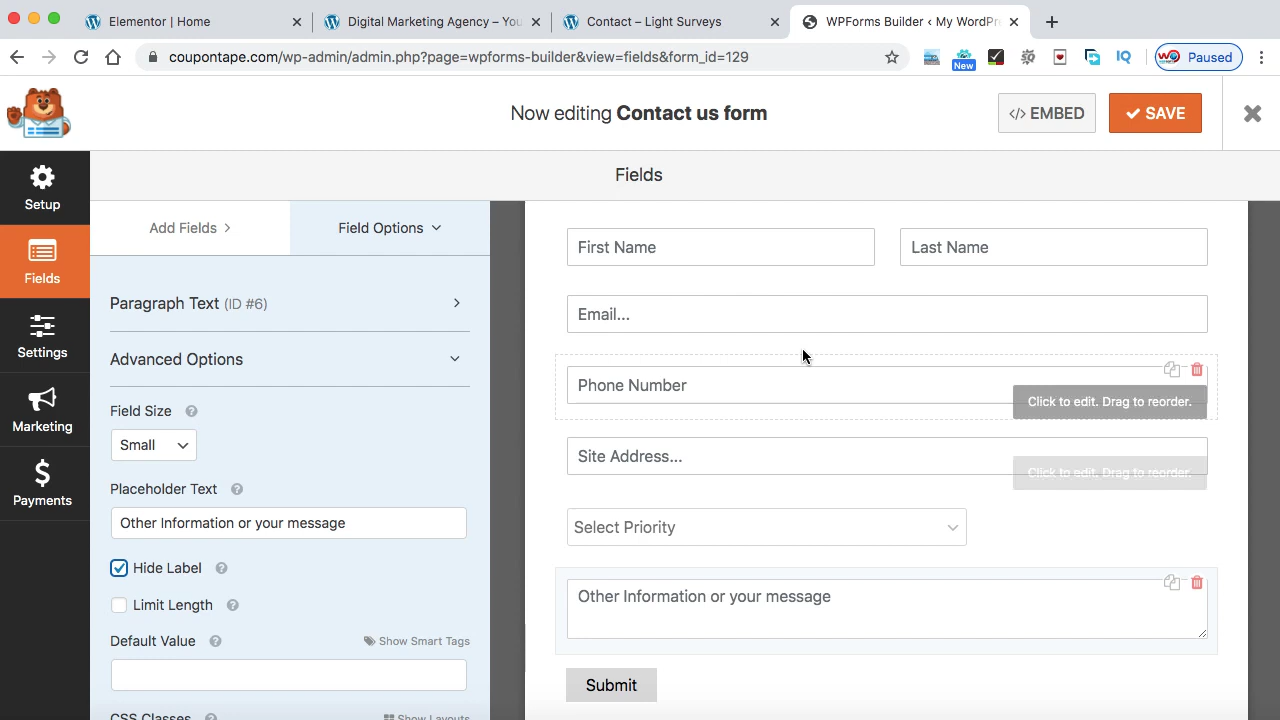 Elementor | Home
Digital Marketing Agency – You
Contact – Light Surveys
WPForms Builder ‹ My WordPre
coupontape.com/wp-admin/admin.php?page=wpforms-builder&view=fields&form_id=129
New
IQ
Paused
Now editing Contact us form
</> EMBED
SAVE
Setup
Fields
Settings
Marketing
Payments
Fields
Add Fields
Field Options
Paragraph Text (ID #6)
Advanced Options
Field Size
Small
Placeholder Text
Other Information or your message
Hide Label
Limit Length
Default Value
Show Smart Tags
CSS Classes
Show Layouts
First Name
Last Name
Email...
Phone Number
Click to edit. Drag to reorder.
Site Address...
Click to edit. Drag to reorder.
Select Priority
Other Information or your message
Submit